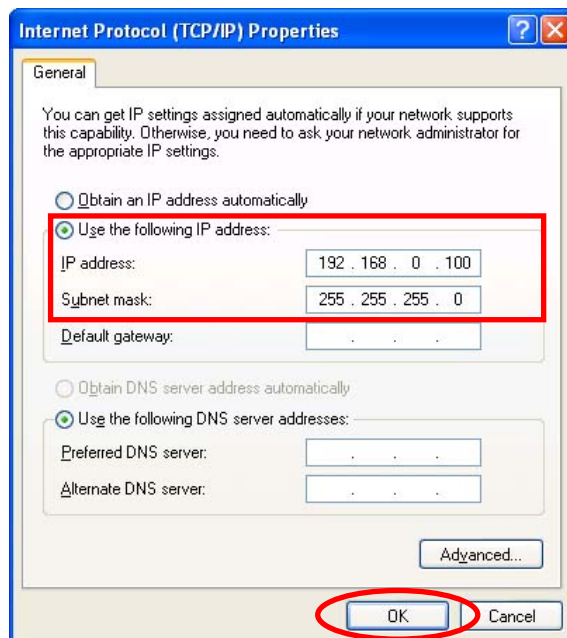 Internet Protocol (TCP/IP) Properties
General
You can get IP settings assigned automatically if your network supports
this capability. Otherwise, you need to ask your network administrator for
the appropriate IP settings.
Obtain an IP address automatically
Use the following IP address:
IP address: 192 . 168 . 0 . 100
Subnet mask: 255 . 255 . 255 . 0
Default gateway: . . .
Obtain DNS server address automatically
Use the following DNS server addresses:
Preferred DNS server: . . .
Alternate DNS server: . . .
Advanced...
OK Cancel